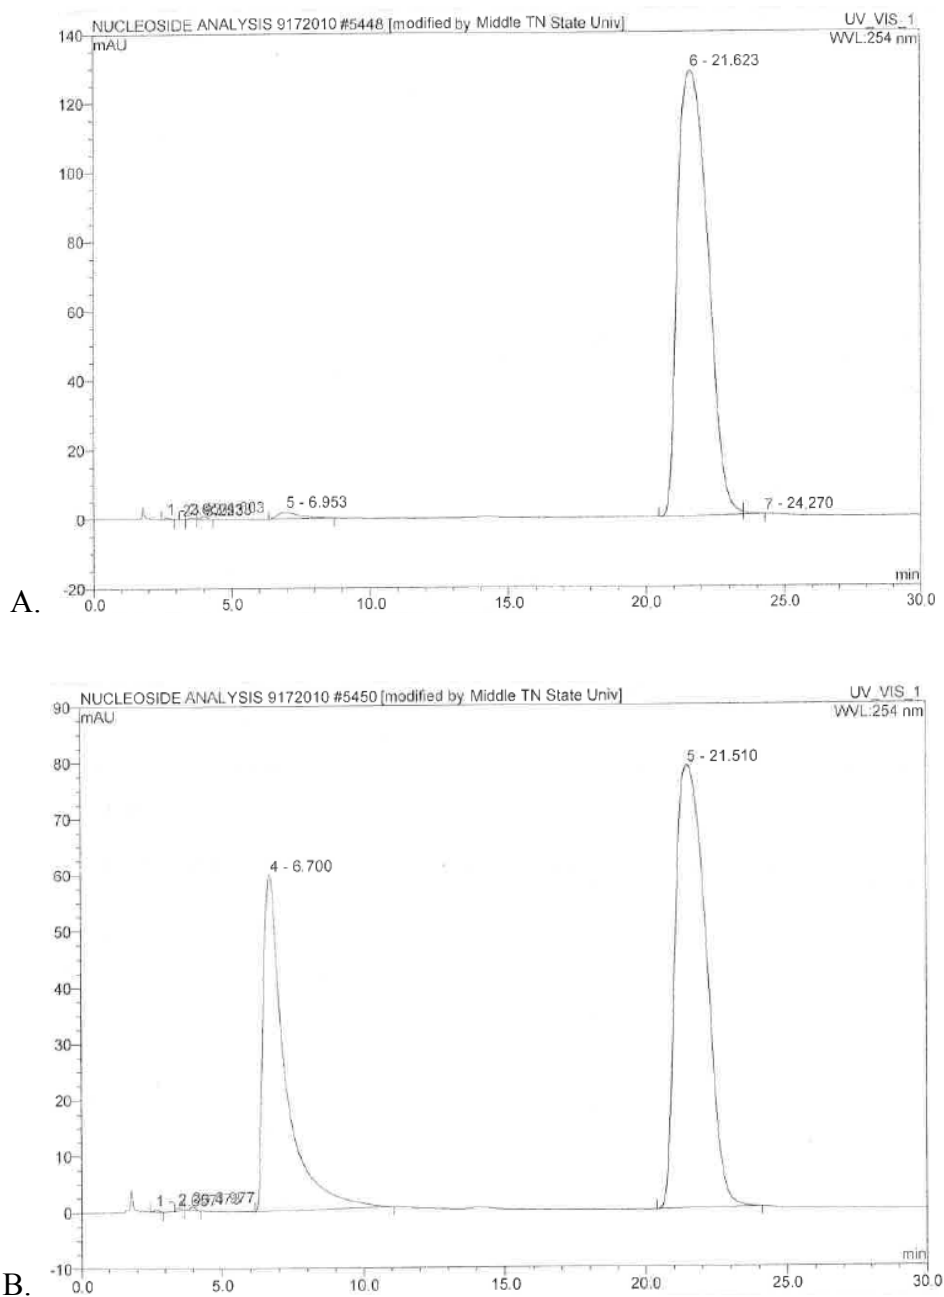 NUCLEOSIDE ANALYSIS 9172010 #5448 [modified by Middle TN State Univ]
UV_VIS_1
mAU
WVL:254 nm
140
120
100
80
60
40
20
0
-20
6 - 21.623
5 - 6.953
7 - 24.270
min
0.0 5.0 10.0 15.0 20.0 25.0 30.0
A.
NUCLEOSIDE ANALYSIS 9172010 #5450 [modified by Middle TN State Univ]
UV_VIS_1
mAU
WVL:254 nm
90
80
70
60
50
40
30
20
10
0
-10
5 - 21.510
4 - 6.700
min
0.0 5.0 10.0 15.0 20.0 25.0 30.0
B.